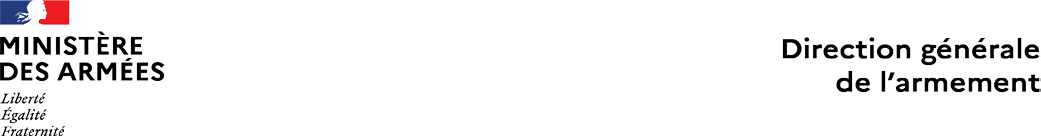 MINISTÈRE
DES ARMÉES
Liberté
Égalité
Fraternité
Direction générale
de l'armement